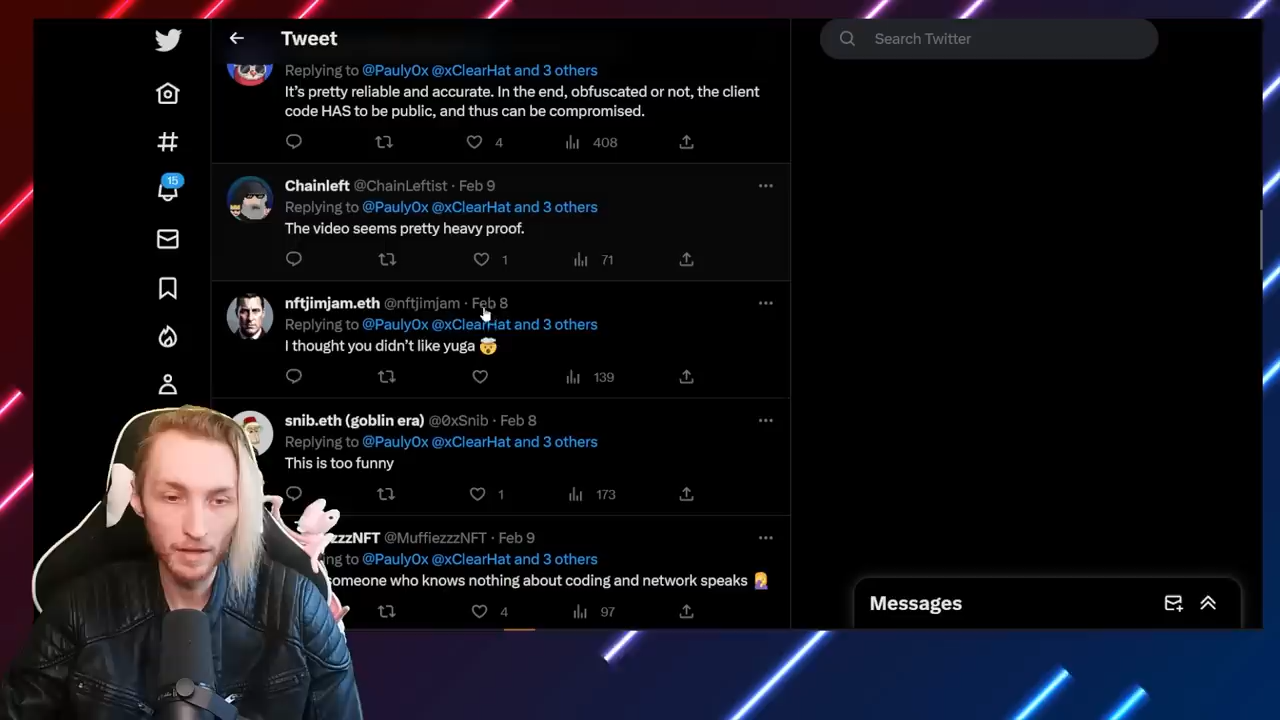 Tweet
Search Twitter
Replying to @Pauly0x @xClearHat and 3 others
It's pretty reliable and accurate. In the end, obfuscated or not, the client
code HAS to be public, and thus can be compromised.
4 408
15
Chainleft @ChainLeftist · Feb 9
Replying to @Pauly0x @xClearHat and 3 others
The video seems pretty heavy proof.
1 71
nftjimjam.eth @nftjimjam · Feb 8
Replying to @Pauly0x @xClearHat and 3 others
I thought you didn't like yuga 🤯
139
snib.eth (goblin era) @0xSnib · Feb 8
Replying to @Pauly0x @xClearHat and 3 others
This is too funny
1 173
zzzNFT @MuffiezzzNFT · Feb 9
to @Pauly0x @xClearHat and 3 others
someone who knows nothing about coding and network speaks 🤦‍♀️
4 97
Messages